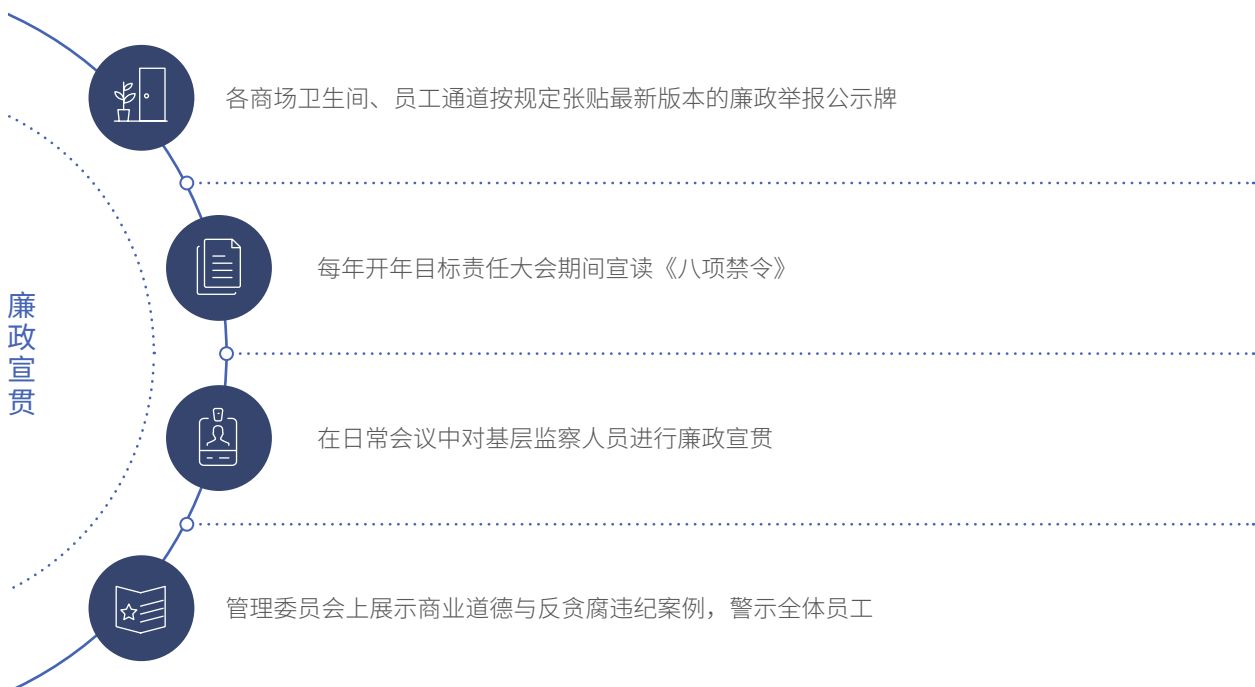 廉政宣贯
各商场卫生间、员工通道按规定张贴最新版本的廉政举报公示牌
每年开年目标责任大会期间宣读《八项禁令》
在日常会议中对基层监察人员进行廉政宣贯
管理委员会上展示商业道德与反贪腐违纪案例，警示全体员工